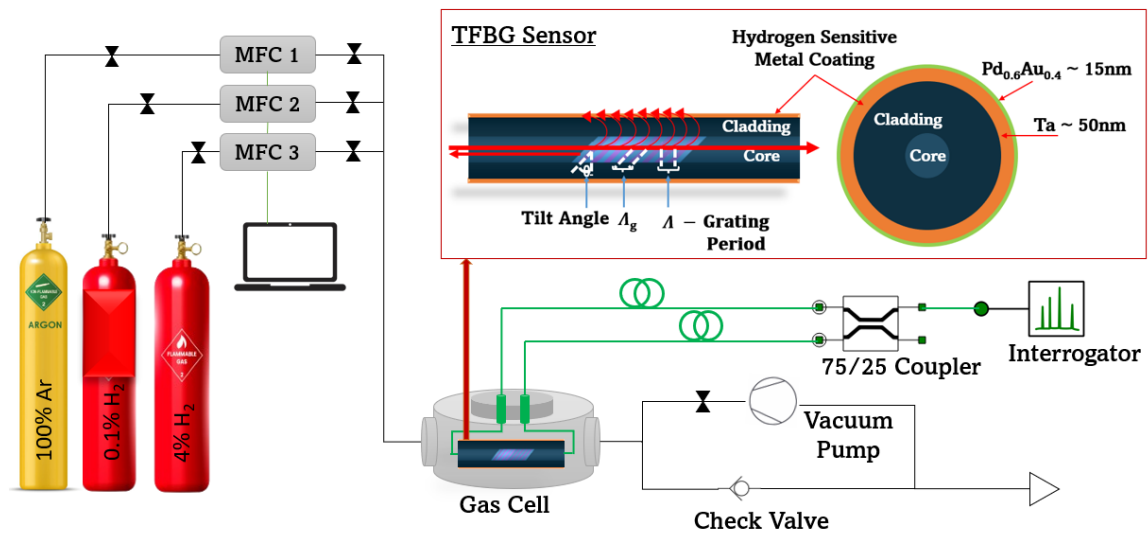 TFBG Sensor
Hydrogen Sensitive
Metal Coating
Pd₀.₆Au₀.₄ ~ 15nm
Cladding
Core
Cladding
Core
Ta ~ 50nm
Tilt Angle Λg Λ – Grating
Period
MFC 1
MFC 2
MFC 3
2
ARGON
100% Ar
0.1% H₂
FLAMMABLE
GAS
2
4% H₂
75/25 Coupler
Interrogator
Vacuum
Pump
Gas Cell
Check Valve